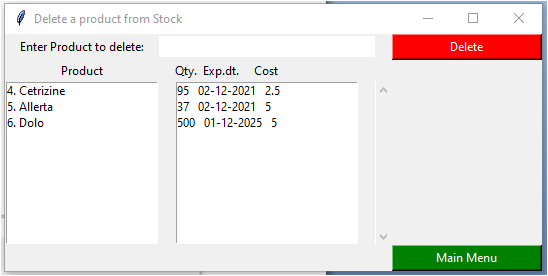 Delete a product from Stock
Enter Product to delete: Delete
Product Qty. Exp.dt. Cost
4. Cetrizine 95 02-12-2021 2.5
5. Allerta 37 02-12-2021 5
6. Dolo 500 01-12-2025 5
Main Menu